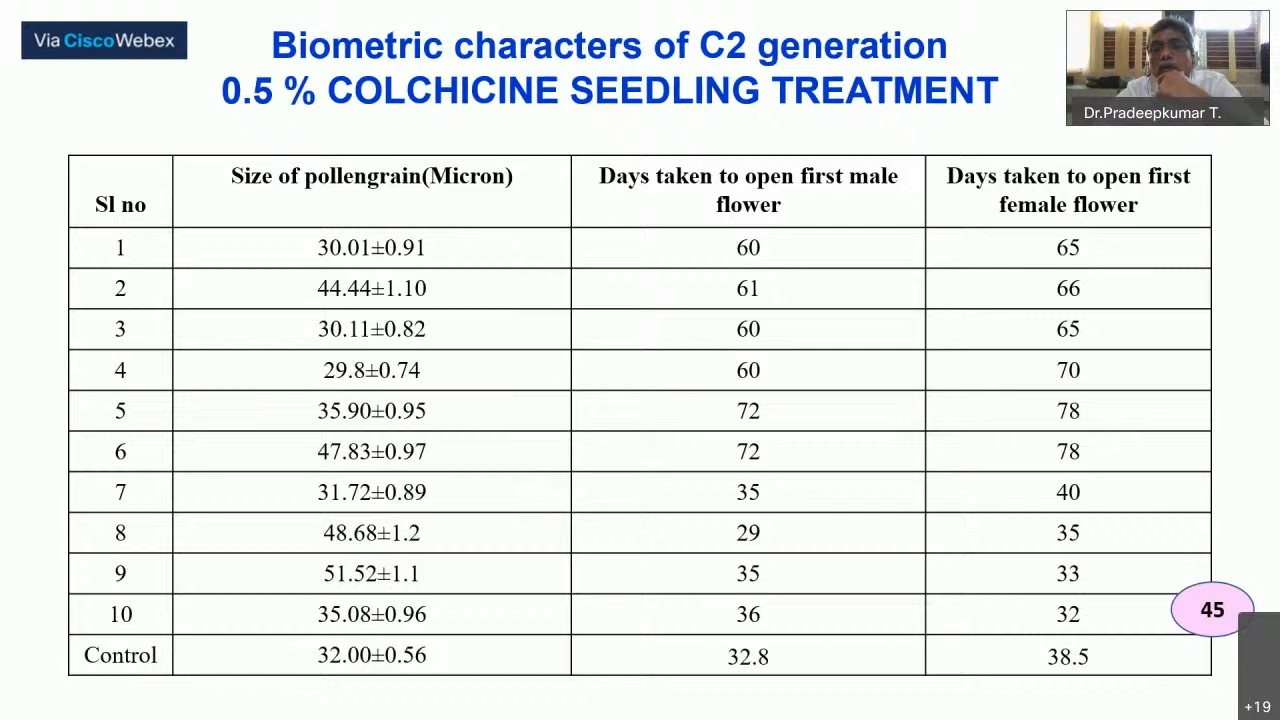 Via Cisco Webex
Biometric characters of C2 generation
0.5 % COLCHICINE SEEDLING TREATMENT
Dr.Pradeepkumar T.
Sl no Size of pollengrain(Micron) Days taken to open first male flower Days taken to open first female flower
1 30.01±0.91 60 65
2 44.44±1.10 61 66
3 30.11±0.82 60 65
4 29.8±0.74 60 70
5 35.90±0.95 72 78
6 47.83±0.97 72 78
7 31.72±0.89 35 40
8 48.68±1.2 29 35
9 51.52±1.1 35 33
10 35.08±0.96 36 32
Control 32.00±0.56 32.8 38.5
45
+19